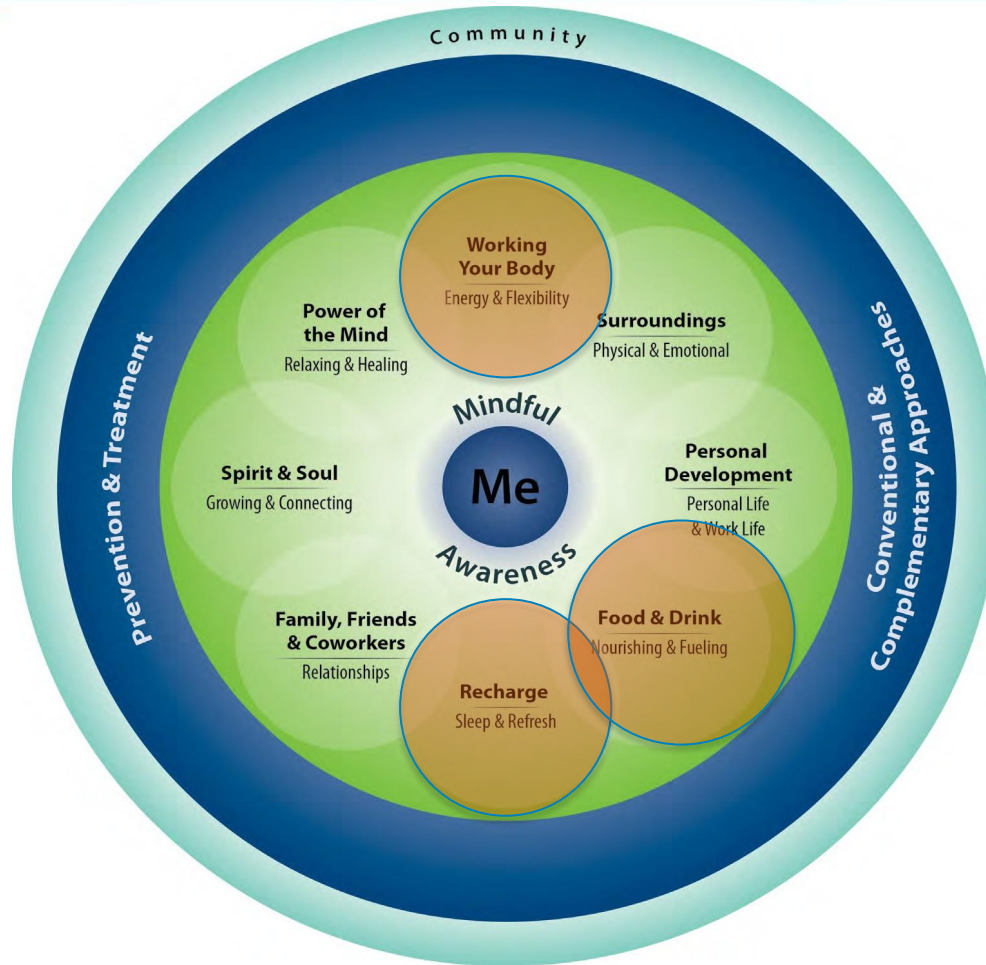 Community
Working
Your Body
Energy & Flexibility
Power of
the Mind
Relaxing & Healing
Surroundings
Physical & Emotional
Mindful
Me
Awareness
Spirit & Soul
Growing & Connecting
Personal
Development
Personal Life
& Work Life
Family, Friends
& Coworkers
Relationships
Food & Drink
Nourishing & Fueling
Recharge
Sleep & Refresh
Prevention & Treatment
Conventional &
Complementary Approaches